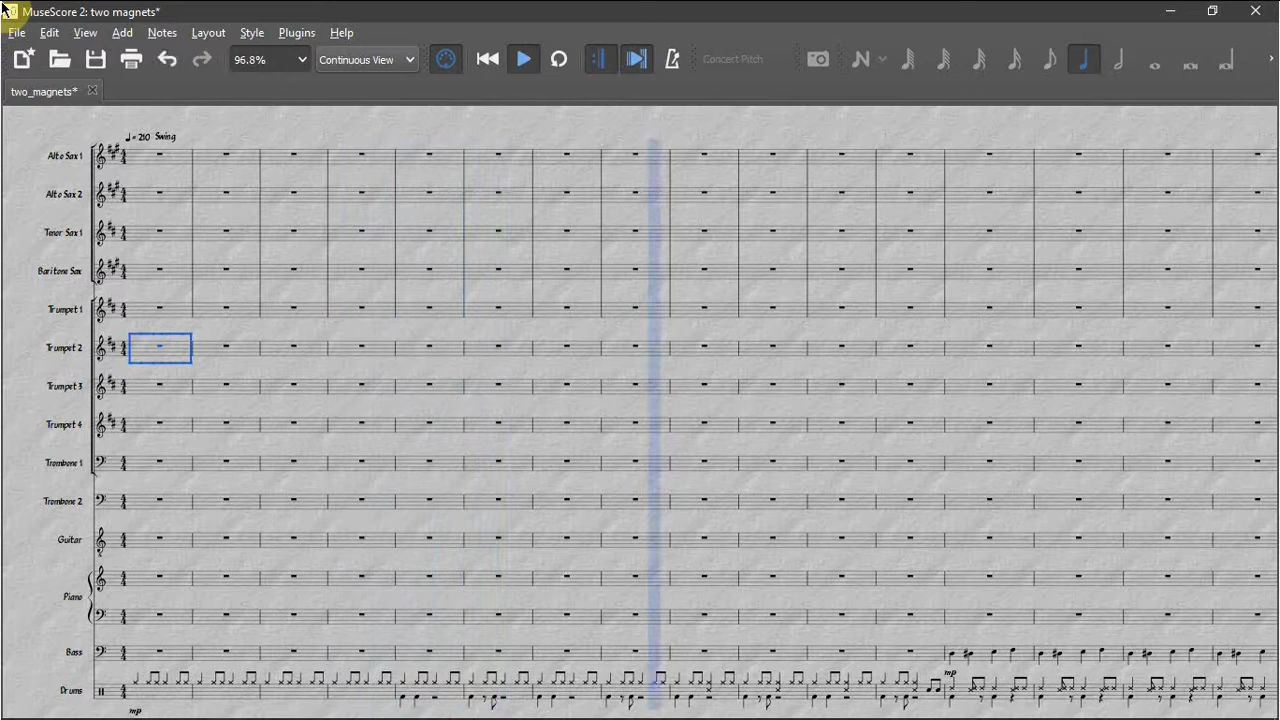 MuseScore 2: two magnets*
File Edit View Add Notes Layout Style Plugins Help
96.8% Continuous View Concert Pitch
two_magnets*
♩ = 210 Swing
Alto Sax 1
Alto Sax 2
Tenor Sax 1
Baritone Sax
Trumpet 1
Trumpet 2
Trumpet 3
Trumpet 4
Trombone 1
Trombone 2
Guitar
Piano
Bass
mp
Drums
mp